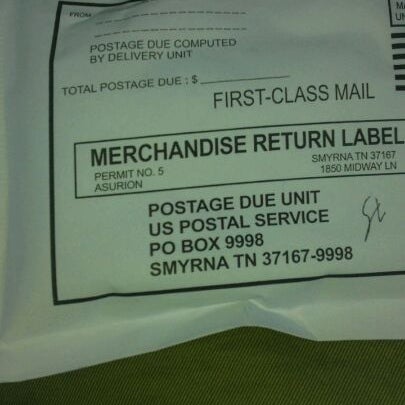 FROM
MA
UN
POSTAGE DUE COMPUTED
BY DELIVERY UNIT
TOTAL POSTAGE DUE : $
FIRST-CLASS MAIL
MERCHANDISE RETURN LABEL
PERMIT NO. 5
SMYRNA TN 37167
ASURION
1850 MIDWAY LN
POSTAGE DUE UNIT
US POSTAL SERVICE
PO BOX 9998
SMYRNA TN 37167-9998